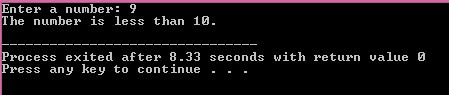 Enter a number: 9
The number is less than 10.
--------------------------------
Process exited after 8.33 seconds with return value 0
Press any key to continue . . .